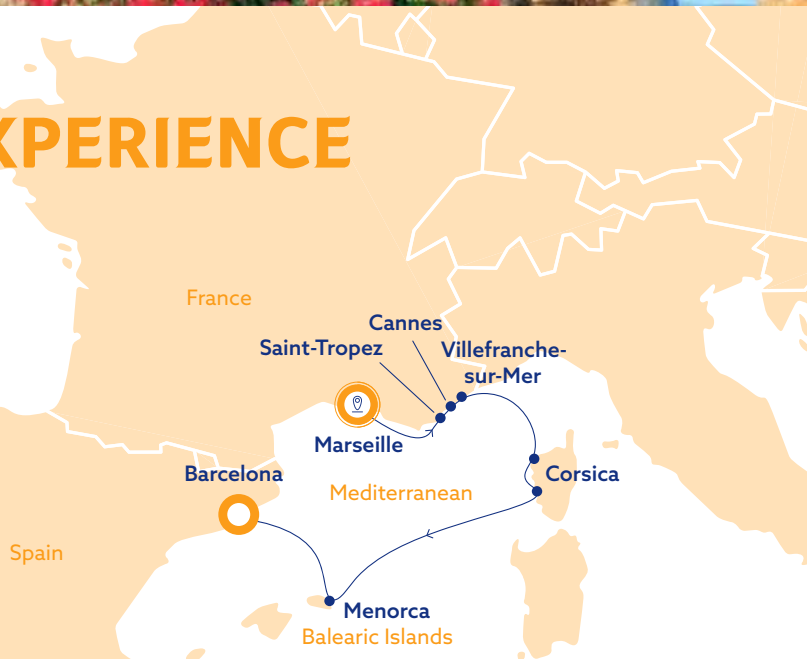 XPERIENCE
France
Cannes
Saint-Tropez
Villefranche-
sur-Mer
Marseille
Barcelona
Corsica
Mediterranean
Spain
Menorca
Balearic Islands